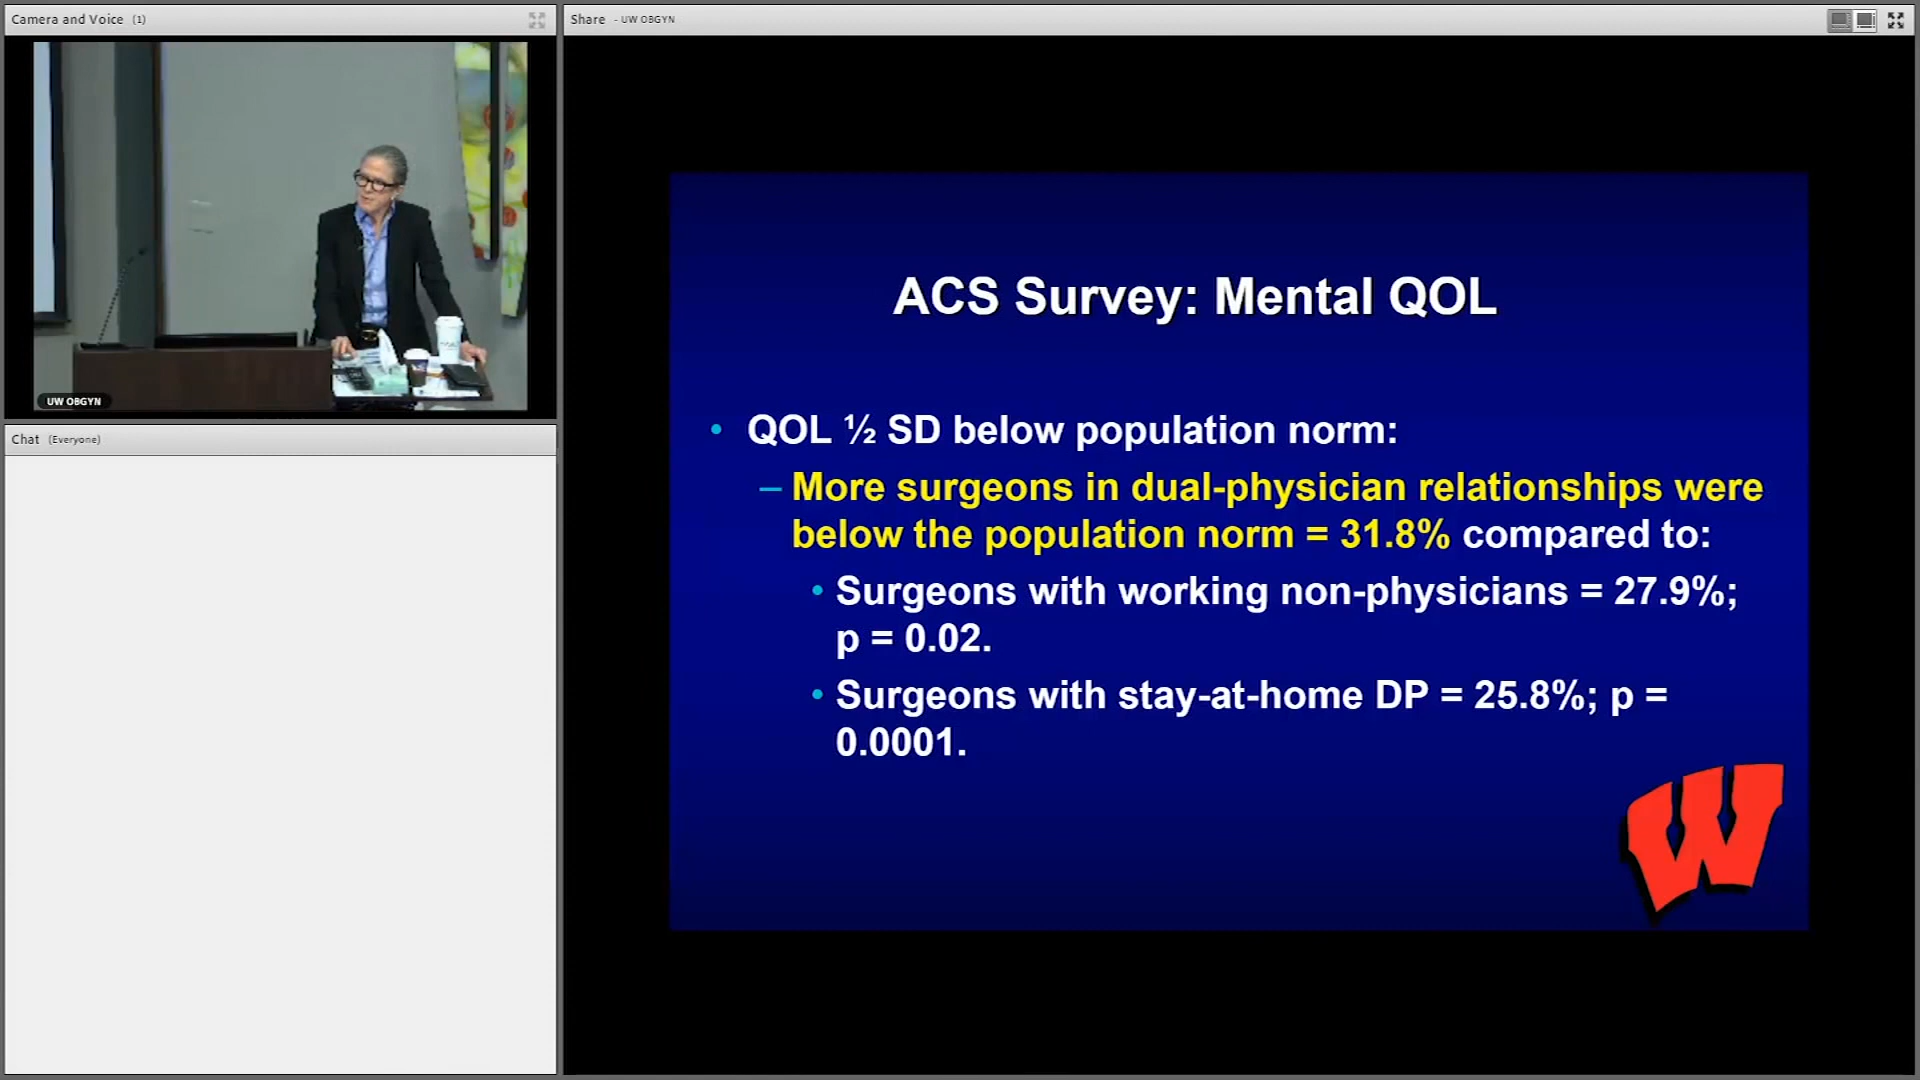 Camera and Voice (1)
UW OBGYN
Chat (Everyone)
Share - UW OBGYN
ACS Survey: Mental QOL
• QOL ½ SD below population norm:
– More surgeons in dual-physician relationships were
below the population norm = 31.8% compared to:
• Surgeons with working non-physicians = 27.9%;
p = 0.02.
• Surgeons with stay-at-home DP = 25.8%; p =
0.0001.
W